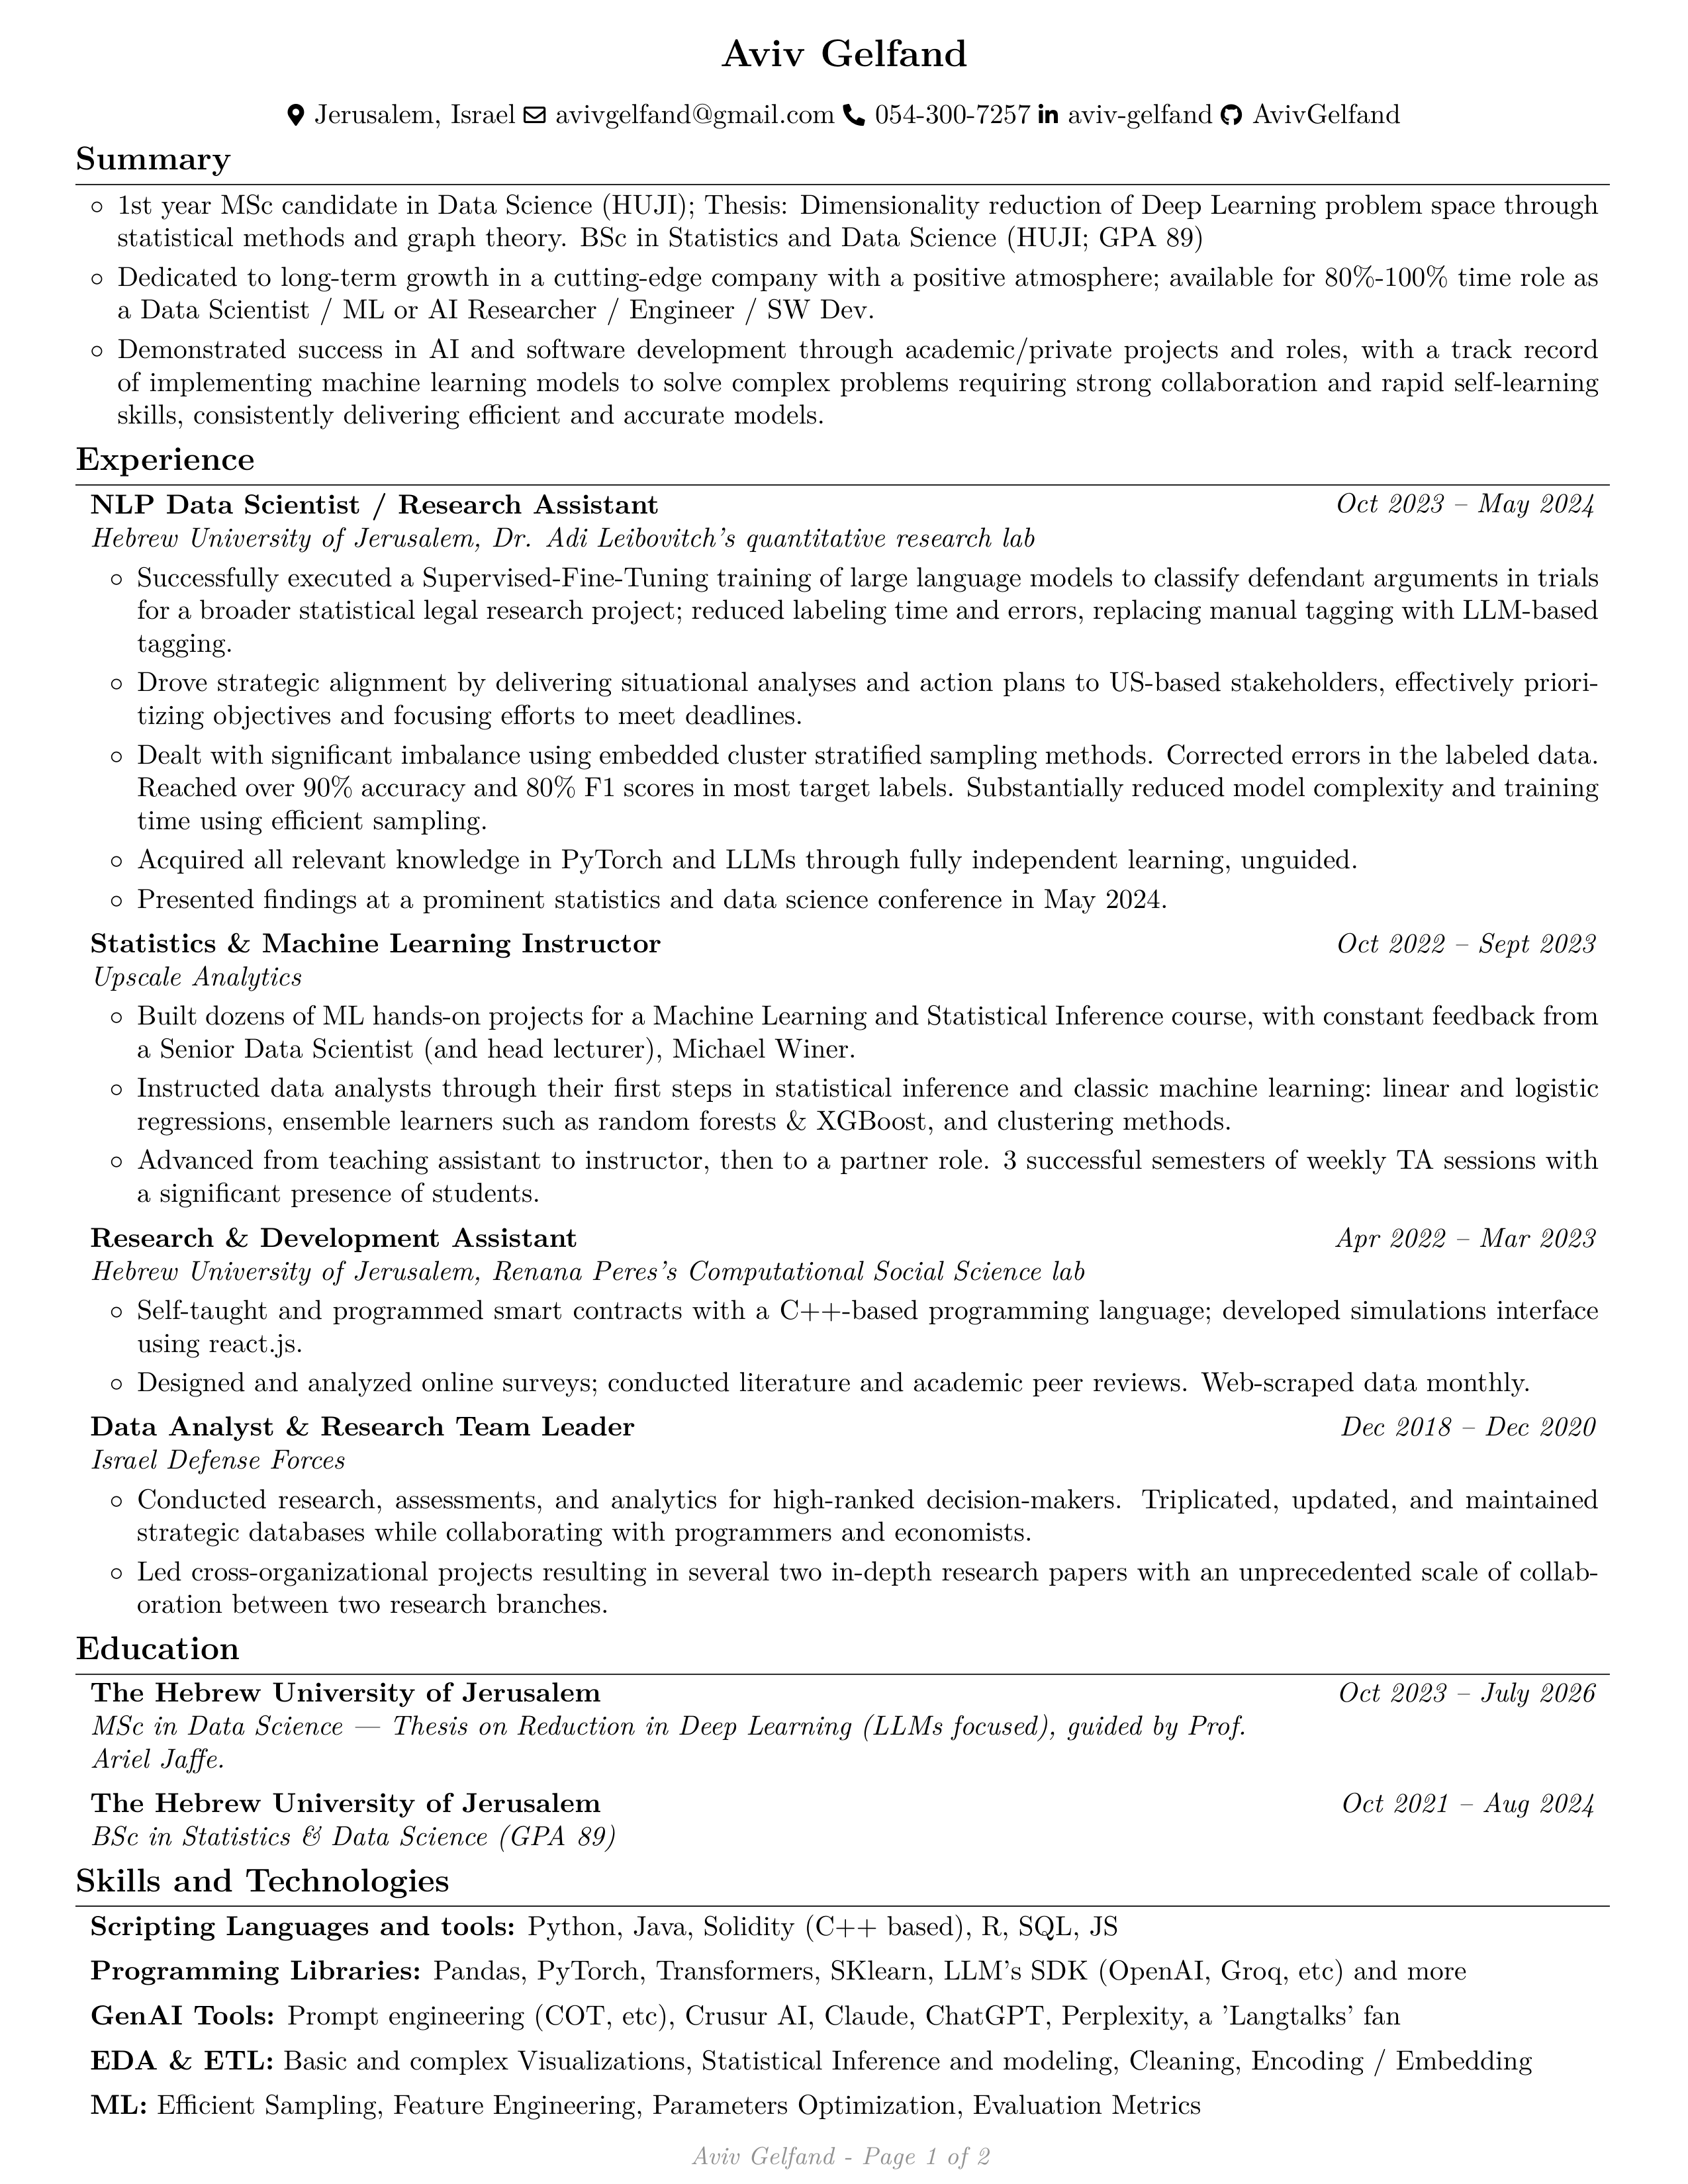 Aviv Gelfand
Jerusalem, Israel avivgelfand@gmail.com 054-300-7257 aviv-gelfand AvivGelfand
Summary
◦ 1st year MSc candidate in Data Science (HUJI); Thesis: Dimensionality reduction of Deep Learning problem space through
statistical methods and graph theory. BSc in Statistics and Data Science (HUJI; GPA 89)
◦ Dedicated to long-term growth in a cutting-edge company with a positive atmosphere; available for 80%-100% time role as
a Data Scientist / ML or AI Researcher / Engineer / SW Dev.
◦ Demonstrated success in AI and software development through academic/private projects and roles, with a track record
of implementing machine learning models to solve complex problems requiring strong collaboration and rapid self-learning
skills, consistently delivering efficient and accurate models.
Experience
NLP Data Scientist / Research Assistant Oct 2023 – May 2024
Hebrew University of Jerusalem, Dr. Adi Leibovitch's quantitative research lab
◦ Successfully executed a Supervised-Fine-Tuning training of large language models to classify defendant arguments in trials
for a broader statistical legal research project; reduced labeling time and errors, replacing manual tagging with LLM-based
tagging.
◦ Drove strategic alignment by delivering situational analyses and action plans to US-based stakeholders, effectively priori-
tizing objectives and focusing efforts to meet deadlines.
◦ Dealt with significant imbalance using embedded cluster stratified sampling methods. Corrected errors in the labeled data.
Reached over 90% accuracy and 80% F1 scores in most target labels. Substantially reduced model complexity and training
time using efficient sampling.
◦ Acquired all relevant knowledge in PyTorch and LLMs through fully independent learning, unguided.
◦ Presented findings at a prominent statistics and data science conference in May 2024.
Statistics & Machine Learning Instructor Oct 2022 – Sept 2023
Upscale Analytics
◦ Built dozens of ML hands-on projects for a Machine Learning and Statistical Inference course, with constant feedback from
a Senior Data Scientist (and head lecturer), Michael Winer.
◦ Instructed data analysts through their first steps in statistical inference and classic machine learning: linear and logistic
regressions, ensemble learners such as random forests & XGBoost, and clustering methods.
◦ Advanced from teaching assistant to instructor, then to a partner role. 3 successful semesters of weekly TA sessions with
a significant presence of students.
Research & Development Assistant Apr 2022 – Mar 2023
Hebrew University of Jerusalem, Renana Peres's Computational Social Science lab
◦ Self-taught and programmed smart contracts with a C++-based programming language; developed simulations interface
using react.js.
◦ Designed and analyzed online surveys; conducted literature and academic peer reviews. Web-scraped data monthly.
Data Analyst & Research Team Leader Dec 2018 – Dec 2020
Israel Defense Forces
◦ Conducted research, assessments, and analytics for high-ranked decision-makers. Triplicated, updated, and maintained
strategic databases while collaborating with programmers and economists.
◦ Led cross-organizational projects resulting in several two in-depth research papers with an unprecedented scale of collab-
oration between two research branches.
Education
The Hebrew University of Jerusalem Oct 2023 – July 2026
MSc in Data Science — Thesis on Reduction in Deep Learning (LLMs focused), guided by Prof.
Ariel Jaffe.
The Hebrew University of Jerusalem Oct 2021 – Aug 2024
BSc in Statistics & Data Science (GPA 89)
Skills and Technologies
Scripting Languages and tools: Python, Java, Solidity (C++ based), R, SQL, JS
Programming Libraries: Pandas, PyTorch, Transformers, SKlearn, LLM's SDK (OpenAI, Groq, etc) and more
GenAI Tools: Prompt engineering (COT, etc), Crusur AI, Claude, ChatGPT, Perplexity, a 'Langtalks' fan
EDA & ETL: Basic and complex Visualizations, Statistical Inference and modeling, Cleaning, Encoding / Embedding
ML: Efficient Sampling, Feature Engineering, Parameters Optimization, Evaluation Metrics
Aviv Gelfand - Page 1 of 2